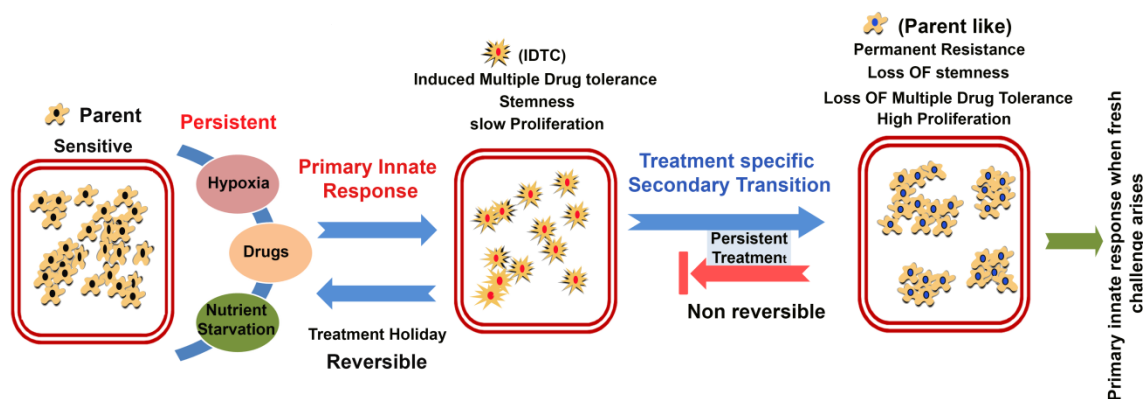 Parent
Sensitive
Persistent
Hypoxia
Drugs
Nutrient
Starvation
Primary Innate
Response
Treatment Holiday
Reversible
(IDTC)
Induced Multiple Drug tolerance
Stemness
slow Proliferation
Treatment specific
Secondary Transition
Persistent
Treatment
Non reversible
(Parent like)
Permanent Resistance
Loss OF stemness
Loss OF Multiple Drug Tolerance
High Proliferation
Primary innate response when fresh
challenge arises